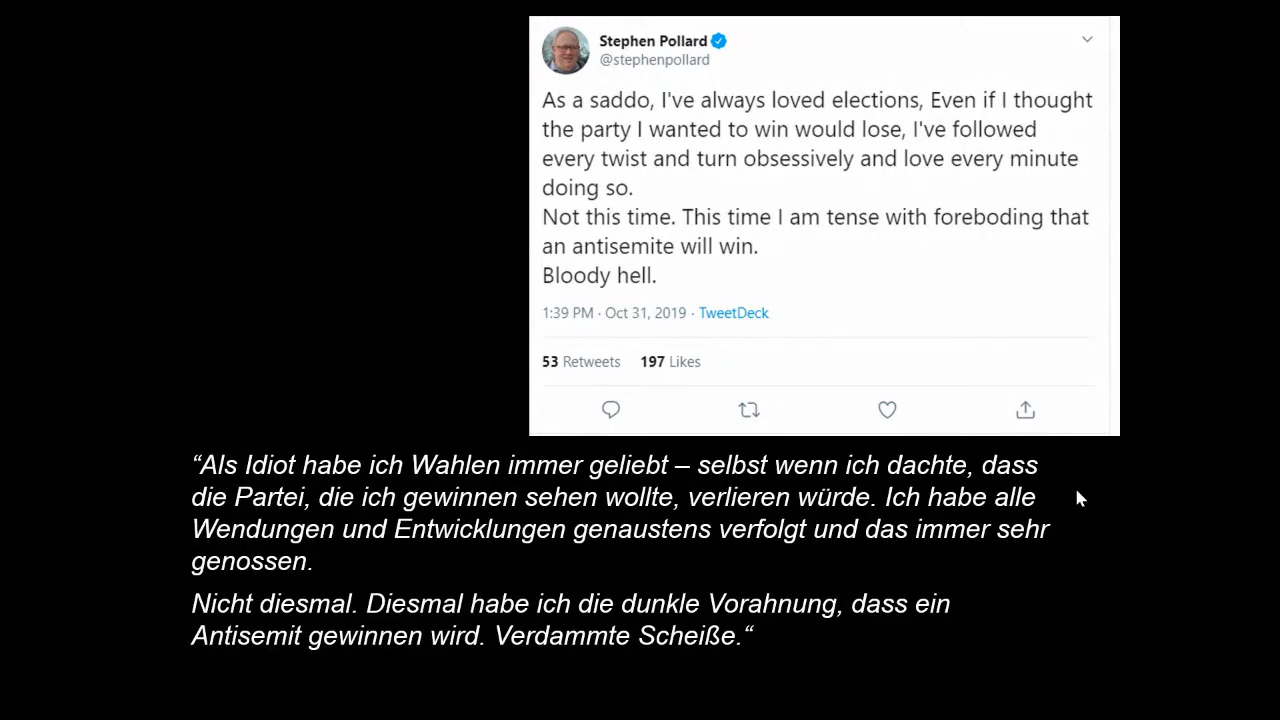 Stephen Pollard
@stephenpollard
As a saddo, I've always loved elections, Even if I thought
the party I wanted to win would lose, I've followed
every twist and turn obsessively and love every minute
doing so.
Not this time. This time I am tense with foreboding that
an antisemite will win.
Bloody hell.
1:39 PM · Oct 31, 2019 · TweetDeck
53 Retweets 197 Likes
“Als Idiot habe ich Wahlen immer geliebt – selbst wenn ich dachte, dass
die Partei, die ich gewinnen sehen wollte, verlieren würde. Ich habe alle
Wendungen und Entwicklungen genaustens verfolgt und das immer sehr
genossen.
Nicht diesmal. Diesmal habe ich die dunkle Vorahnung, dass ein
Antisemit gewinnen wird. Verdammte Scheiße.“